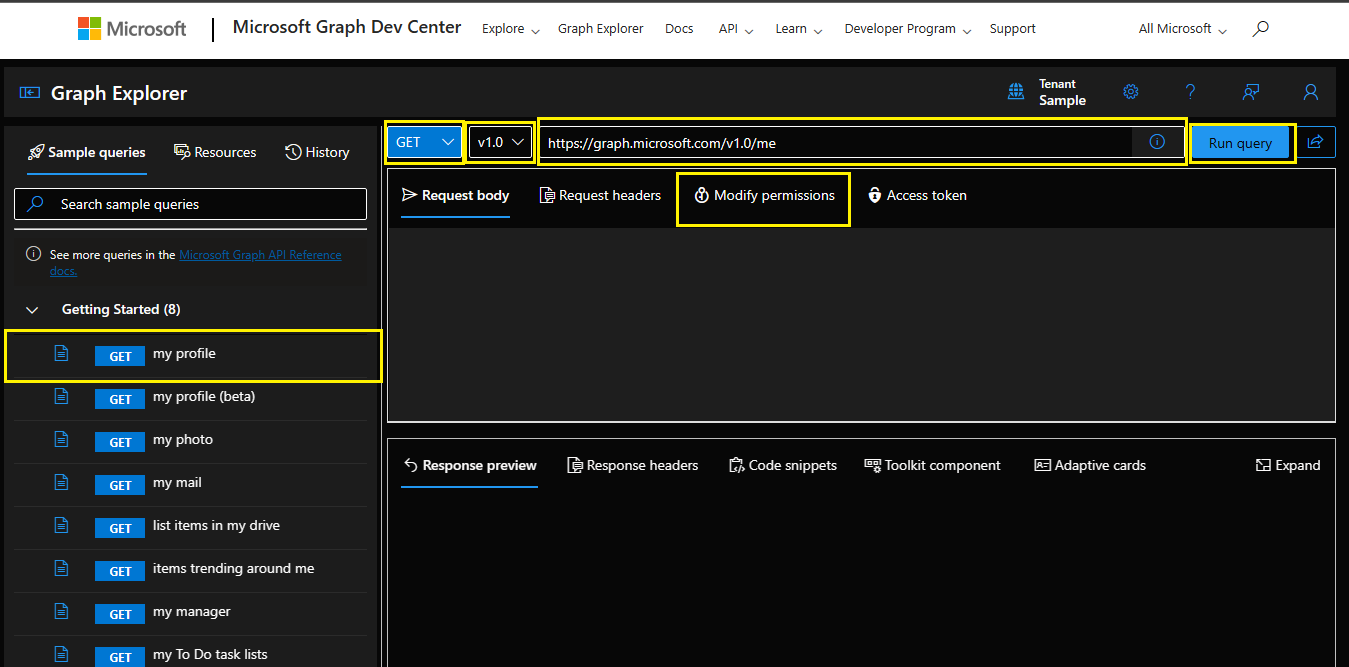 Microsoft
Microsoft Graph Dev Center
Explore
Graph Explorer
Docs
API
Learn
Developer Program
Support
All Microsoft
Graph Explorer
Tenant
Sample
Sample queries
Resources
History
Search sample queries
See more queries in the Microsoft Graph API Reference
docs.
Getting Started (8)
GET my profile
GET my profile (beta)
GET my photo
GET my mail
GET list items in my drive
GET items trending around me
GET my manager
GET my To Do task lists
GET
v1.0
https://graph.microsoft.com/v1.0/me
Run query
Request body
Request headers
Modify permissions
Access token
Response preview
Response headers
Code snippets
Toolkit component
Adaptive cards
Expand